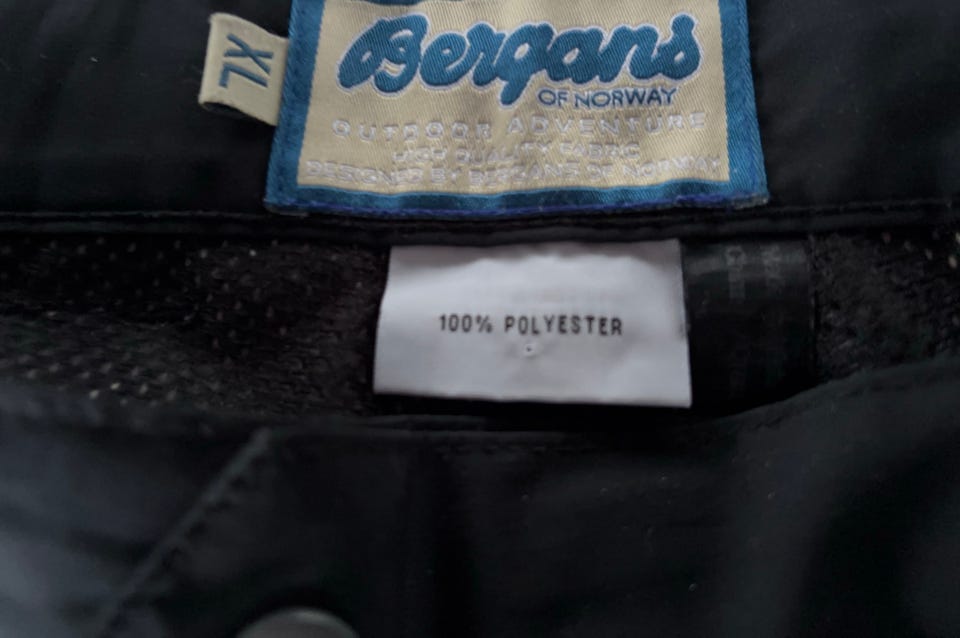 XL
Bergans
OF NORWAY
OUTDOOR ADVENTURE
HIGH QUALITY FABRIC
DESIGNED BY BERGANS OF NORWAY
100% POLYESTER